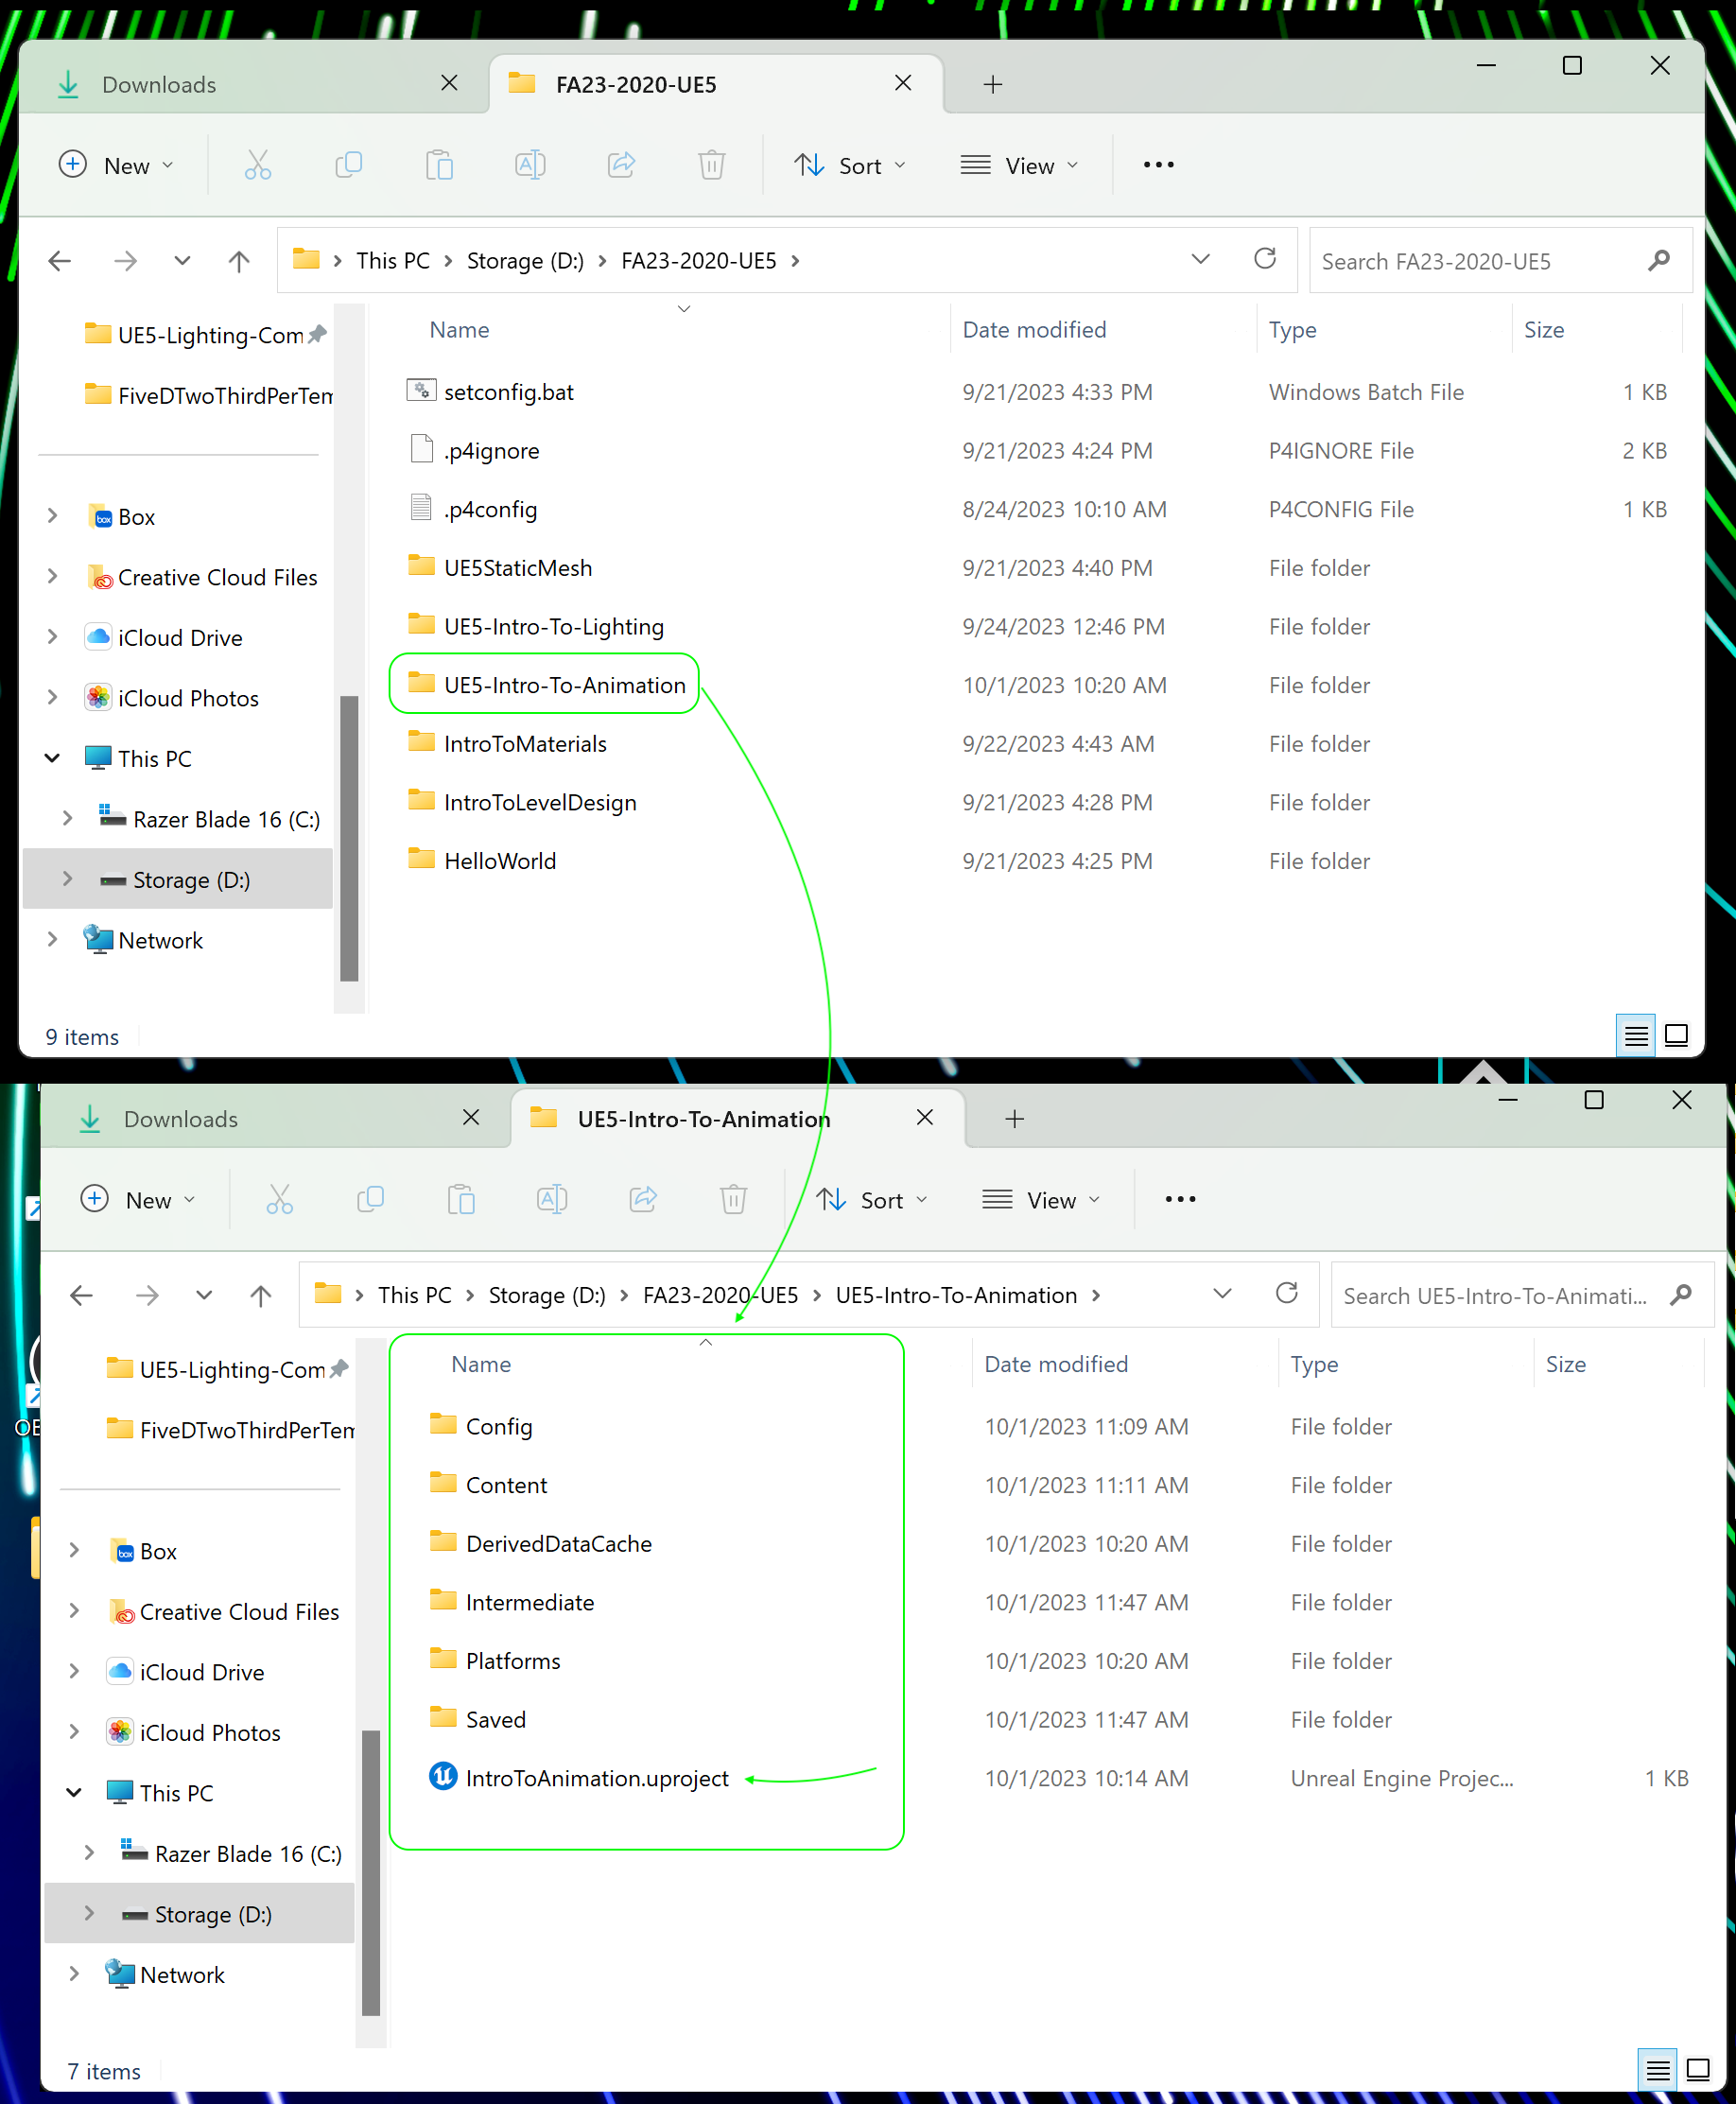 Downloads
FA23-2020-UE5
New
Sort
View
This PC > Storage (D:) > FA23-2020-UE5 >
Search FA23-2020-UE5
UE5-Lighting-Com
FiveDTwoThirdPerTem
Box
Creative Cloud Files
iCloud Drive
iCloud Photos
This PC
Razer Blade 16 (C:)
Storage (D:)
Network
Name Date modified Type Size
setconfig.bat 9/21/2023 4:33 PM Windows Batch File 1 KB
.p4ignore 9/21/2023 4:24 PM P4IGNORE File 2 KB
.p4config 8/24/2023 10:10 AM P4CONFIG File 1 KB
UE5StaticMesh 9/21/2023 4:40 PM File folder
UE5-Intro-To-Lighting 9/24/2023 12:46 PM File folder
UE5-Intro-To-Animation 10/1/2023 10:20 AM File folder
IntroToMaterials 9/22/2023 4:43 AM File folder
IntroToLevelDesign 9/21/2023 4:28 PM File folder
HelloWorld 9/21/2023 4:25 PM File folder
9 items
Downloads
UE5-Intro-To-Animation
New
Sort
View
This PC > Storage (D:) > FA23-2020-UE5 > UE5-Intro-To-Animation >
Search UE5-Intro-To-Animati...
OB
UE5-Lighting-Com
FiveDTwoThirdPerTem
Box
Creative Cloud Files
iCloud Drive
iCloud Photos
This PC
Razer Blade 16 (C:)
Storage (D:)
Network
Name Date modified Type Size
Config 10/1/2023 11:09 AM File folder
Content 10/1/2023 11:11 AM File folder
DerivedDataCache 10/1/2023 10:20 AM File folder
Intermediate 10/1/2023 11:47 AM File folder
Platforms 10/1/2023 10:20 AM File folder
Saved 10/1/2023 11:47 AM File folder
IntroToAnimation.uproject 10/1/2023 10:14 AM Unreal Engine Projec... 1 KB
7 items